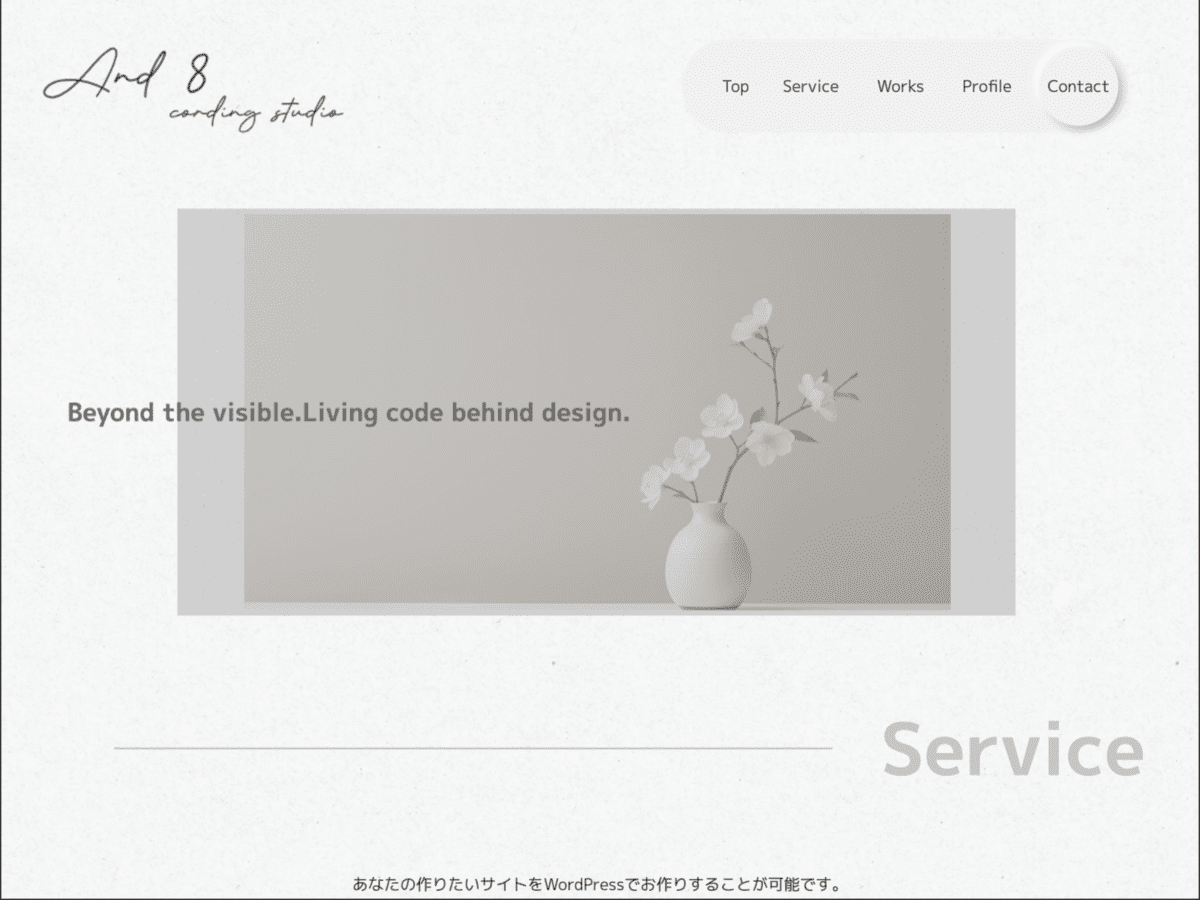 And 8
cording studio
Top Service Works Profile Contact
Beyond the visible.Living code behind design.
Service
あなたの作りたいサイトをWordPressでお作りすることが可能です。